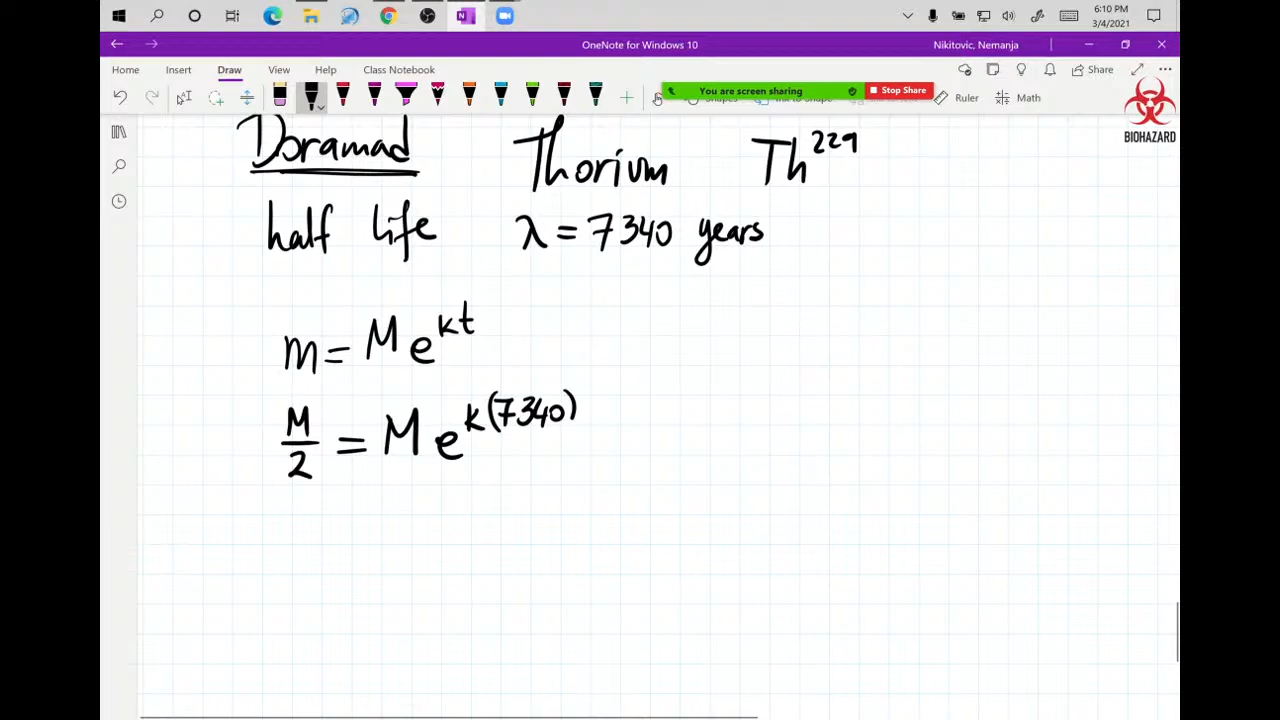 6:10 PM
3/4/2021
OneNote for Windows 10
Nikitovic, Nemanja
Home Insert Draw View Help Class Notebook Share
You are screen sharing Stop Share
Ruler Math
BIOHAZARD
Doramad Thorium Th²²⁹
half life λ = 7340 years
m = M e^{kt}
M/2 = M e^{k(7340)}